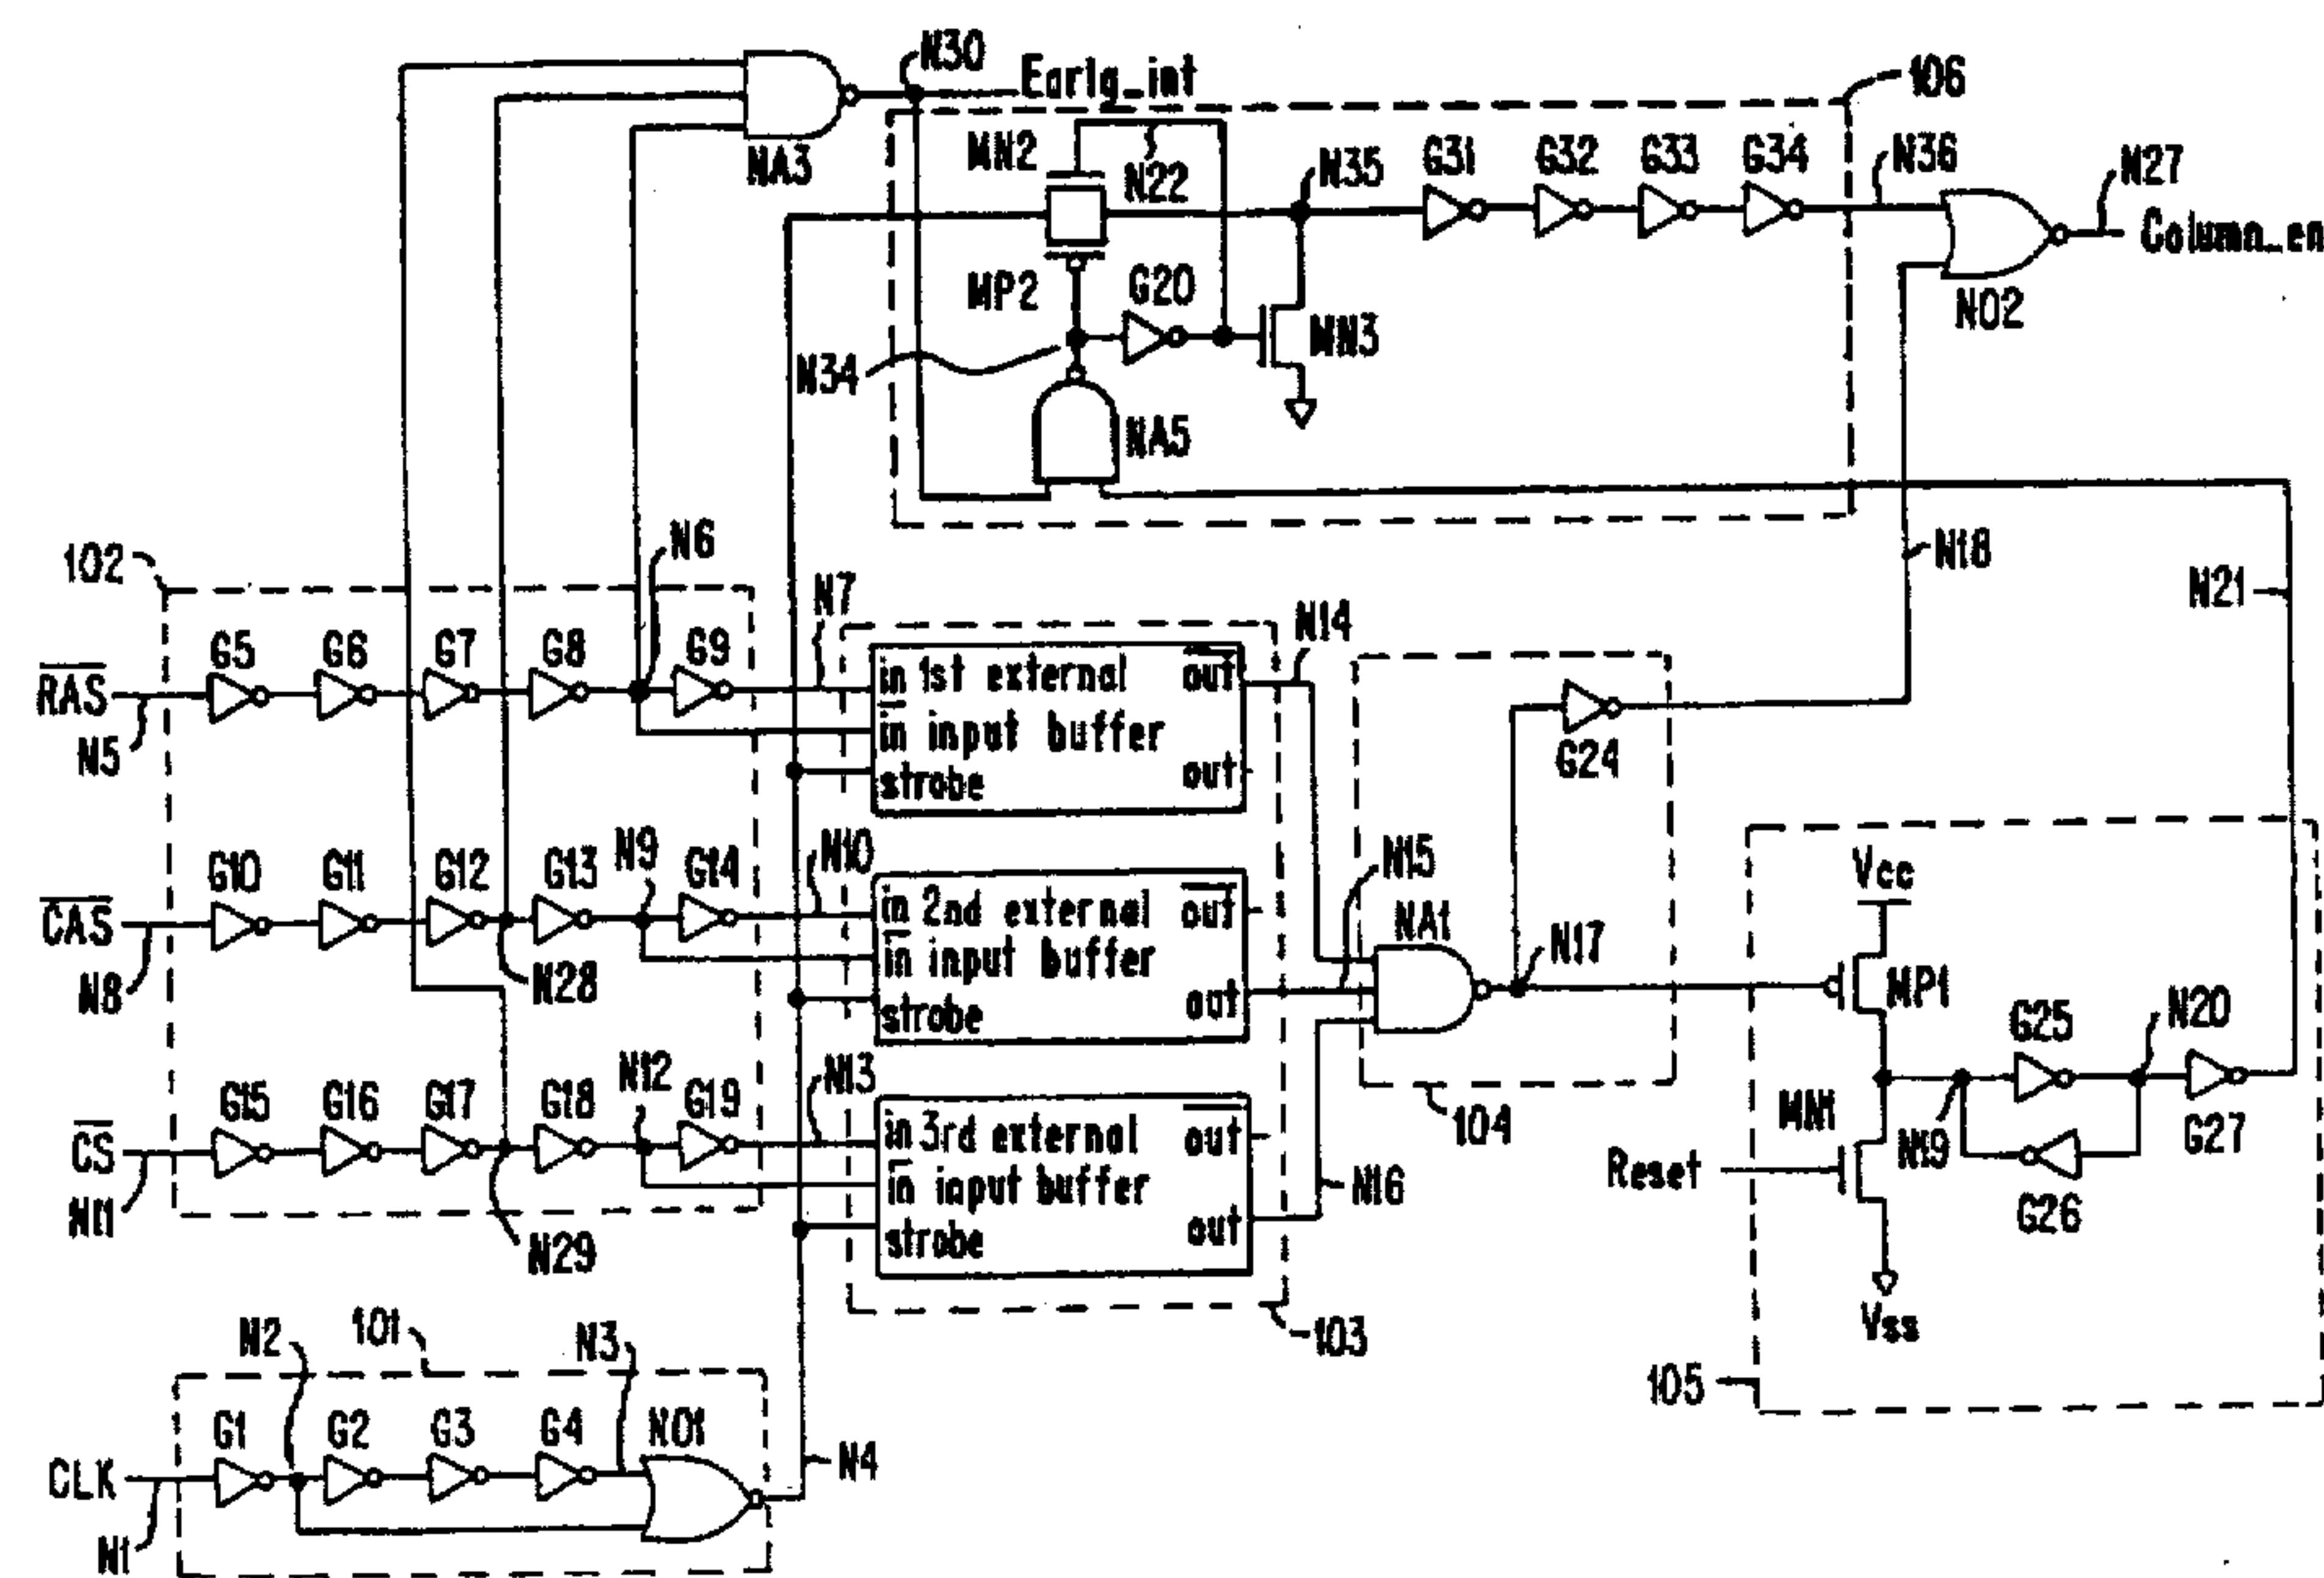 N30
Early_int
106
NA3
MN2
N22
N35
G31
G32
G33
G34
N36
N27
Column_en
MP2
G20
MN3
NO2
N34
NA5
N18
N21
102
N6
N7
N14
RAS
N5
G5
G6
G7
G8
G9
in 1st external out
in input buffer
strobe
out
G24
CAS
N8
G10
G11
G12
N28
G13
N9
G14
N10
in 2nd external out
in input buffer
strobe
out
N15
NA1
N17
Vcc
MP1
G25
N20
CS
N11
G15
G16
G17
N29
G18
N12
G19
N13
in 3rd external out
in input buffer
strobe
out
N16
104
Reset
MN1
N19
G26
G27
Vss
103
105
N2
101
N3
CLK
N1
G1
G2
G3
G4
NO1
N4